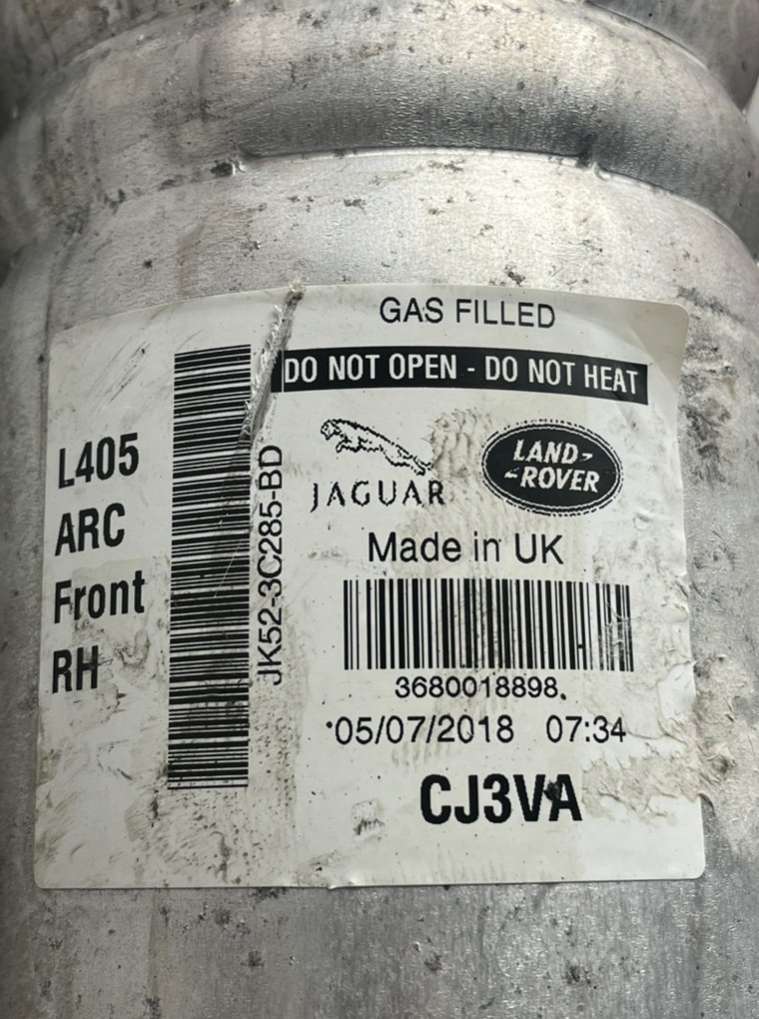 GAS FILLED
DO NOT OPEN - DO NOT HEAT
L405
ARC
Front
RH
JK52-3C285-BD
JAGUAR
LAND-
-ROVER
Made in UK
3680018898
05/07/2018 07:34
CJ3VA